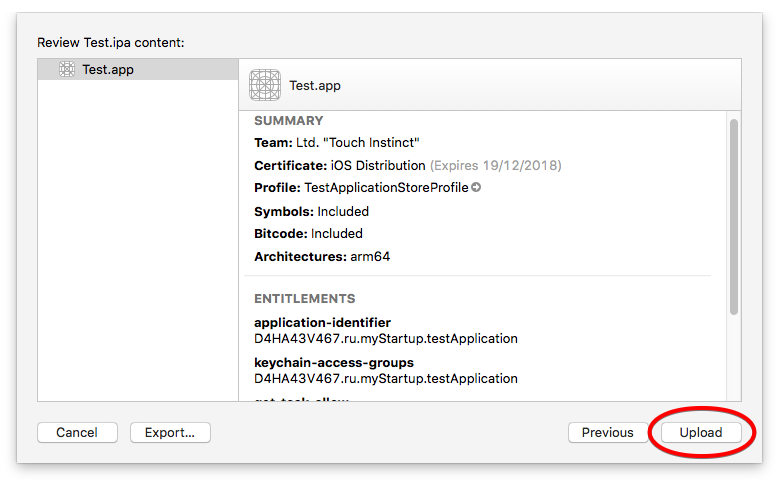 Review Test.ipa content:
Test.app
Test.app
SUMMARY
Team: Ltd. "Touch Instinct"
Certificate: iOS Distribution (Expires 19/12/2018)
Profile: TestApplicationStoreProfile
Symbols: Included
Bitcode: Included
Architectures: arm64
ENTITLEMENTS
application-identifier
D4HA43V467.ru.myStartup.testApplication
keychain-access-groups
D4HA43V467.ru.myStartup.testApplication
Cancel
Export...
Previous
Upload